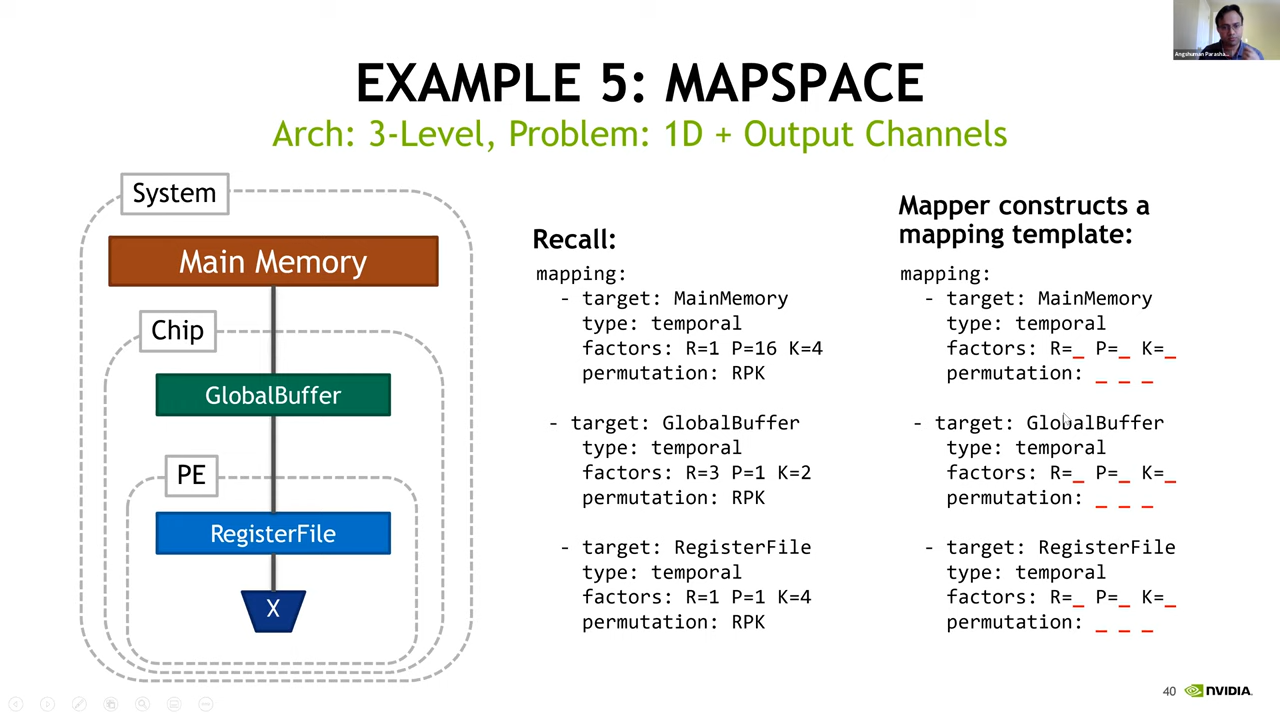 Angshuman Parasha...
EXAMPLE 5: MAPSPACE
Arch: 3-Level, Problem: 1D + Output Channels
System
Main Memory
Chip
GlobalBuffer
PE
RegisterFile
X
Recall:
mapping:
- target: MainMemory
type: temporal
factors: R=1 P=16 K=4
permutation: RPK
- target: GlobalBuffer
type: temporal
factors: R=3 P=1 K=2
permutation: RPK
- target: RegisterFile
type: temporal
factors: R=1 P=1 K=4
permutation: RPK
Mapper constructs a
mapping template:
mapping:
- target: MainMemory
type: temporal
factors: R=_ P=_ K=_
permutation: _ _ _
- target: GlobalBuffer
type: temporal
factors: R=_ P=_ K=_
permutation: _ _ _
- target: RegisterFile
type: temporal
factors: R=_ P=_ K=_
permutation: _ _ _
40
NVIDIA.